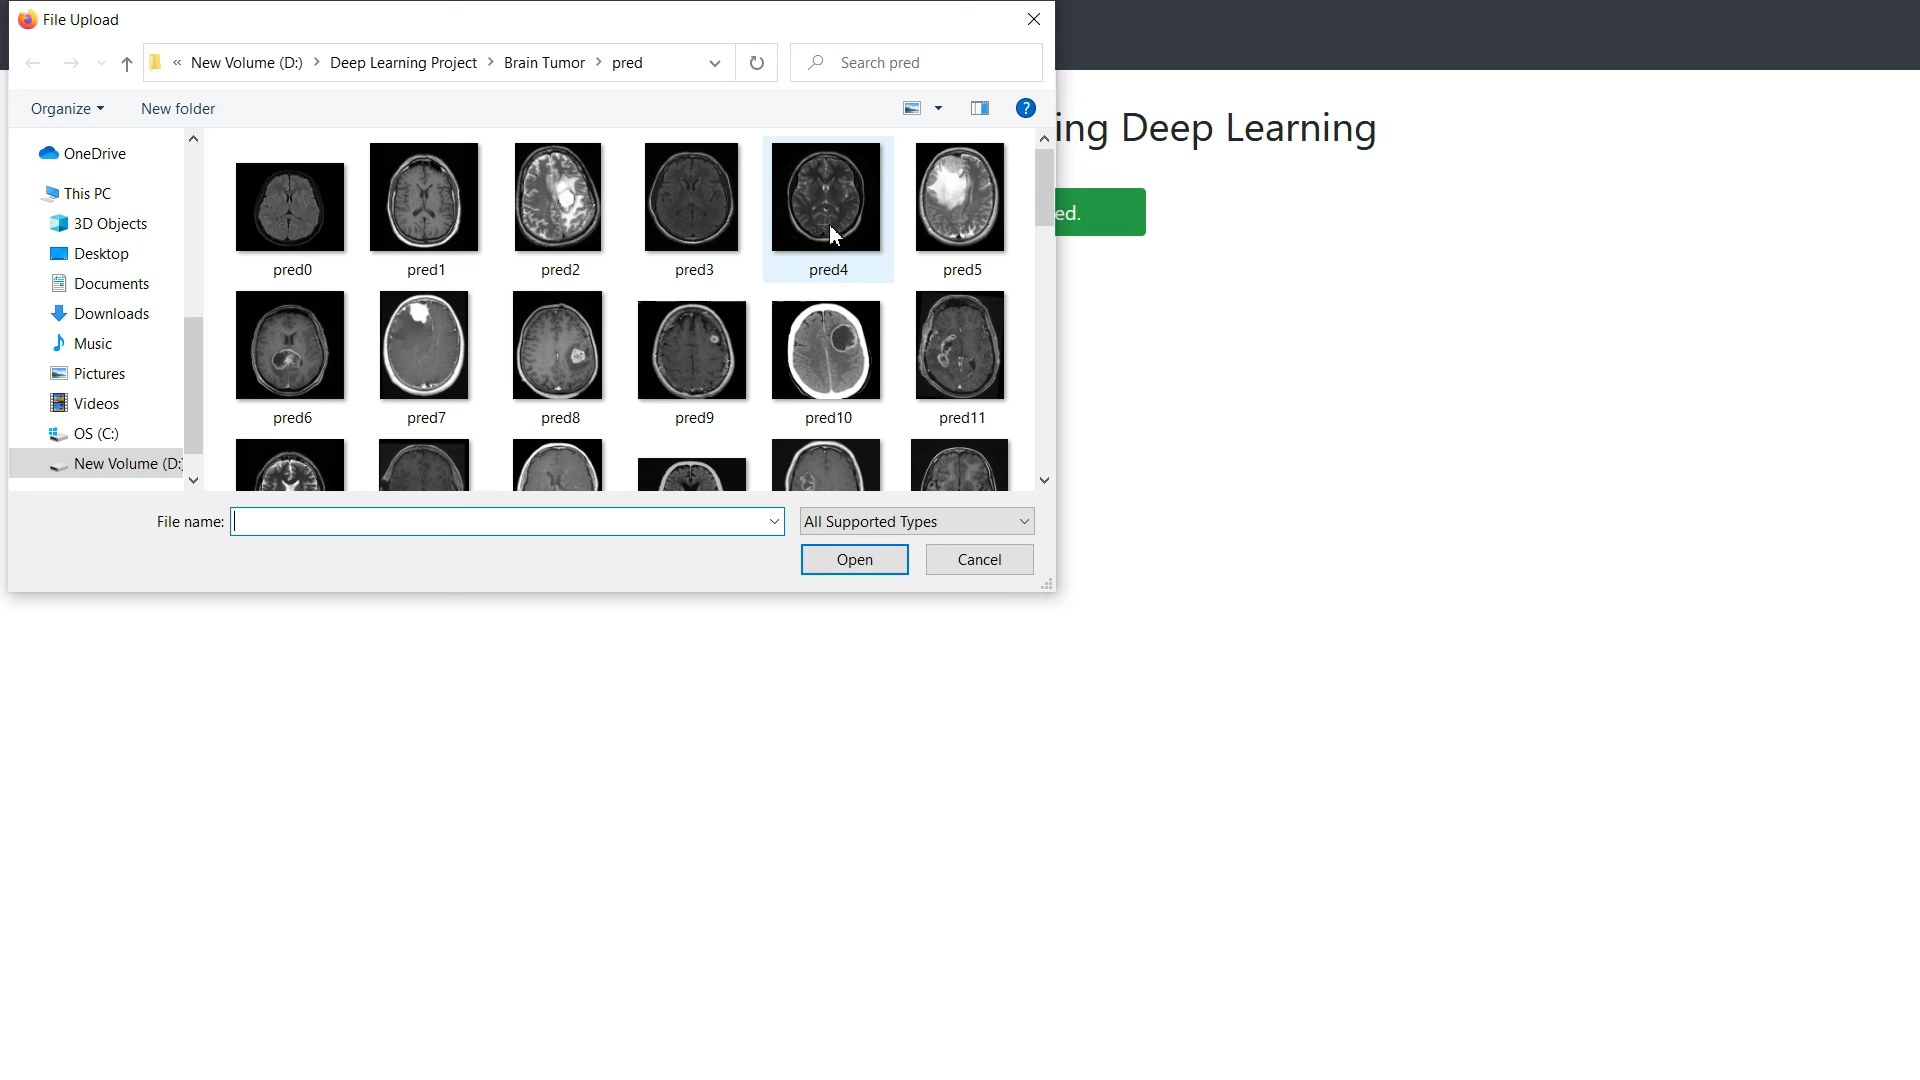 File Upload
« New Volume (D:) > Deep Learning Project > Brain Tumor > pred
Search pred
Organize
New folder
?
ing Deep Learning
ed.
OneDrive
This PC
3D Objects
Desktop
Documents
Downloads
Music
Pictures
Videos
OS (C:)
New Volume (D:)
pred0 pred1 pred2 pred3 pred4 pred5
pred6 pred7 pred8 pred9 pred10 pred11
File name:
All Supported Types
Open
Cancel